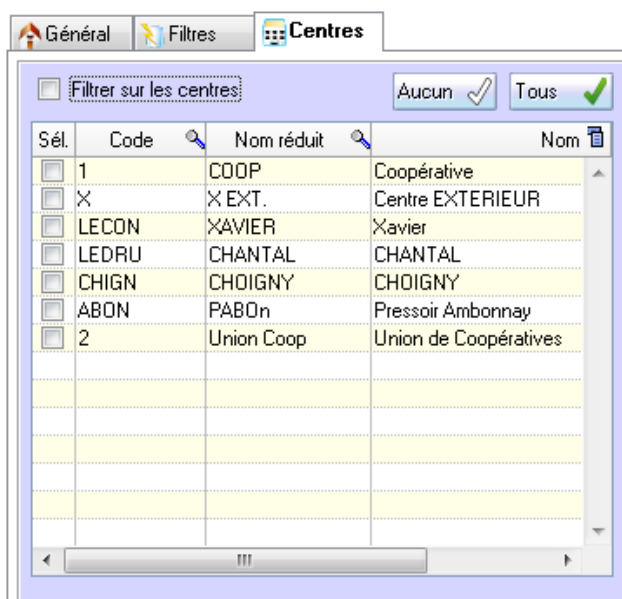 Général Filtres Centres
Filtrer sur les centres Aucun Tous
Sél. Code Nom réduit Nom
1 COOP Coopérative
X X EXT. Centre EXTERIEUR
LECON XAVIER Xavier
LEDRU CHANTAL CHANTAL
CHIGN CHOIGNY CHOIGNY
ABON PABOn Pressoir Ambonnay
2 Union Coop Union de Coopératives